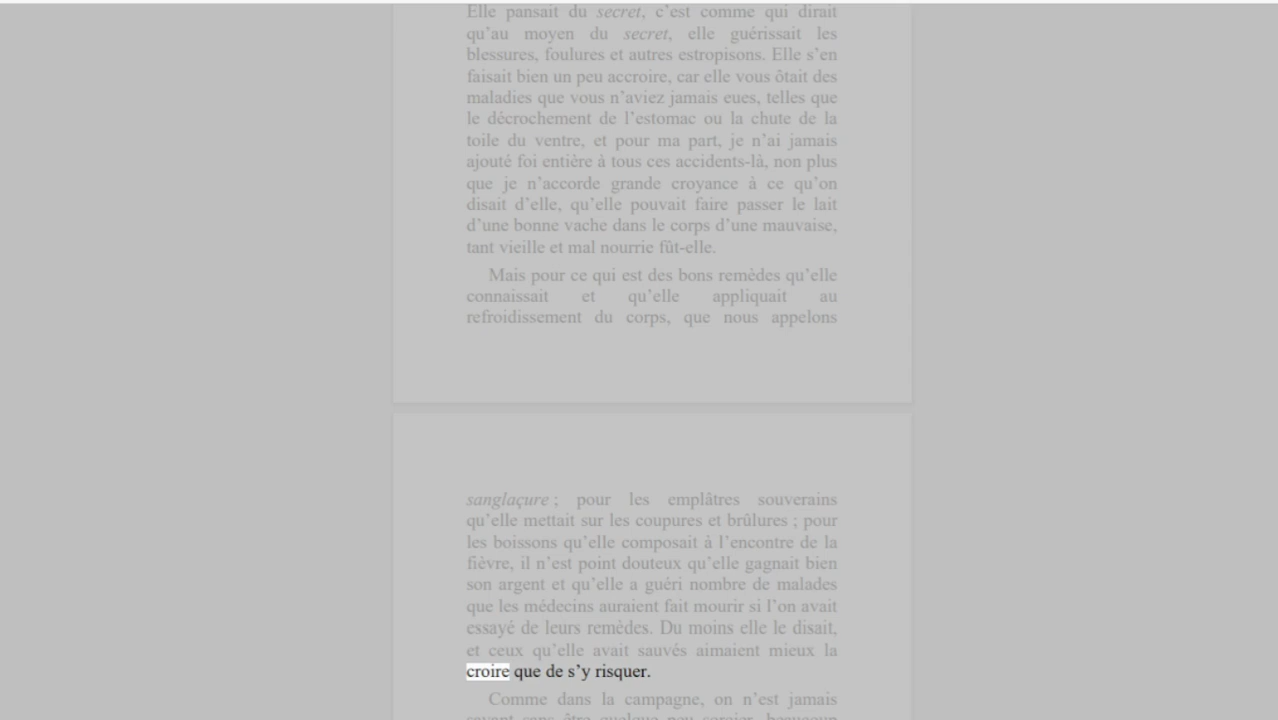 Elle pansait du secret, c’est comme qui dirait
qu’au moyen du secret, elle guérissait les
blessures, foulures et autres estropisons. Elle s’en
faisait bien un peu accroire, car elle vous ôtait des
maladies que vous n’aviez jamais eues, telles que
le décrochement de l’estomac ou la chute de la
toile du ventre, et pour ma part, je n’ai jamais
ajouté foi entière à tous ces accidents-là, non plus
que je n’accorde grande croyance à ce qu’on
disait d’elle, qu’elle pouvait faire passer le lait
d’une bonne vache dans le corps d’une mauvaise,
tant vieille et mal nourrie fût-elle.
Mais pour ce qui est des bons remèdes qu’elle
connaissait et qu’elle appliquait au
refroidissement du corps, que nous appelons
sanglaçure ; pour les emplâtres souverains
qu’elle mettait sur les coupures et brûlures ; pour
les boissons qu’elle composait à l’encontre de la
fièvre, il n’est point douteux qu’elle gagnait bien
son argent et qu’elle a guéri nombre de malades
que les médecins auraient fait mourir si l’on avait
essayé de leurs remèdes. Du moins elle le disait,
et ceux qu’elle avait sauvés aimaient mieux la
croire que de s’y risquer.
Comme dans la campagne, on n’est jamais
savant sans être quelque peu sorcier, beaucoup